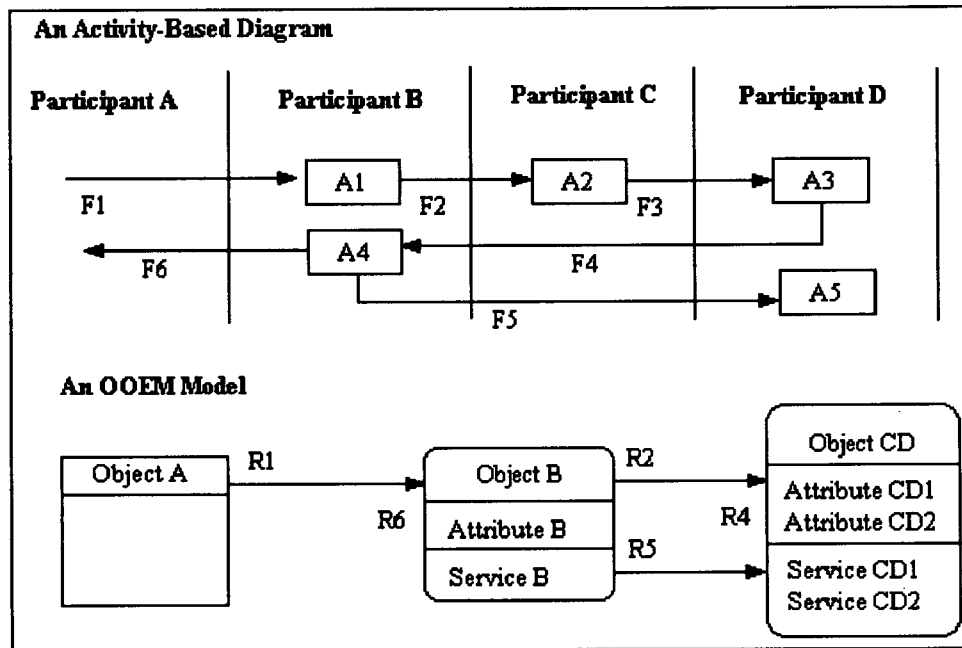 An Activity-Based Diagram
Participant A Participant B Participant C Participant D
A1 A2 A3
F1 F2 F3
A4
F6 F4
A5
F5
An OOEM Model
Object A R1 Object B R2 Object CD
R6 Attribute B R4 Attribute CD1
Attribute CD2
Service B R5 Service CD1
Service CD2